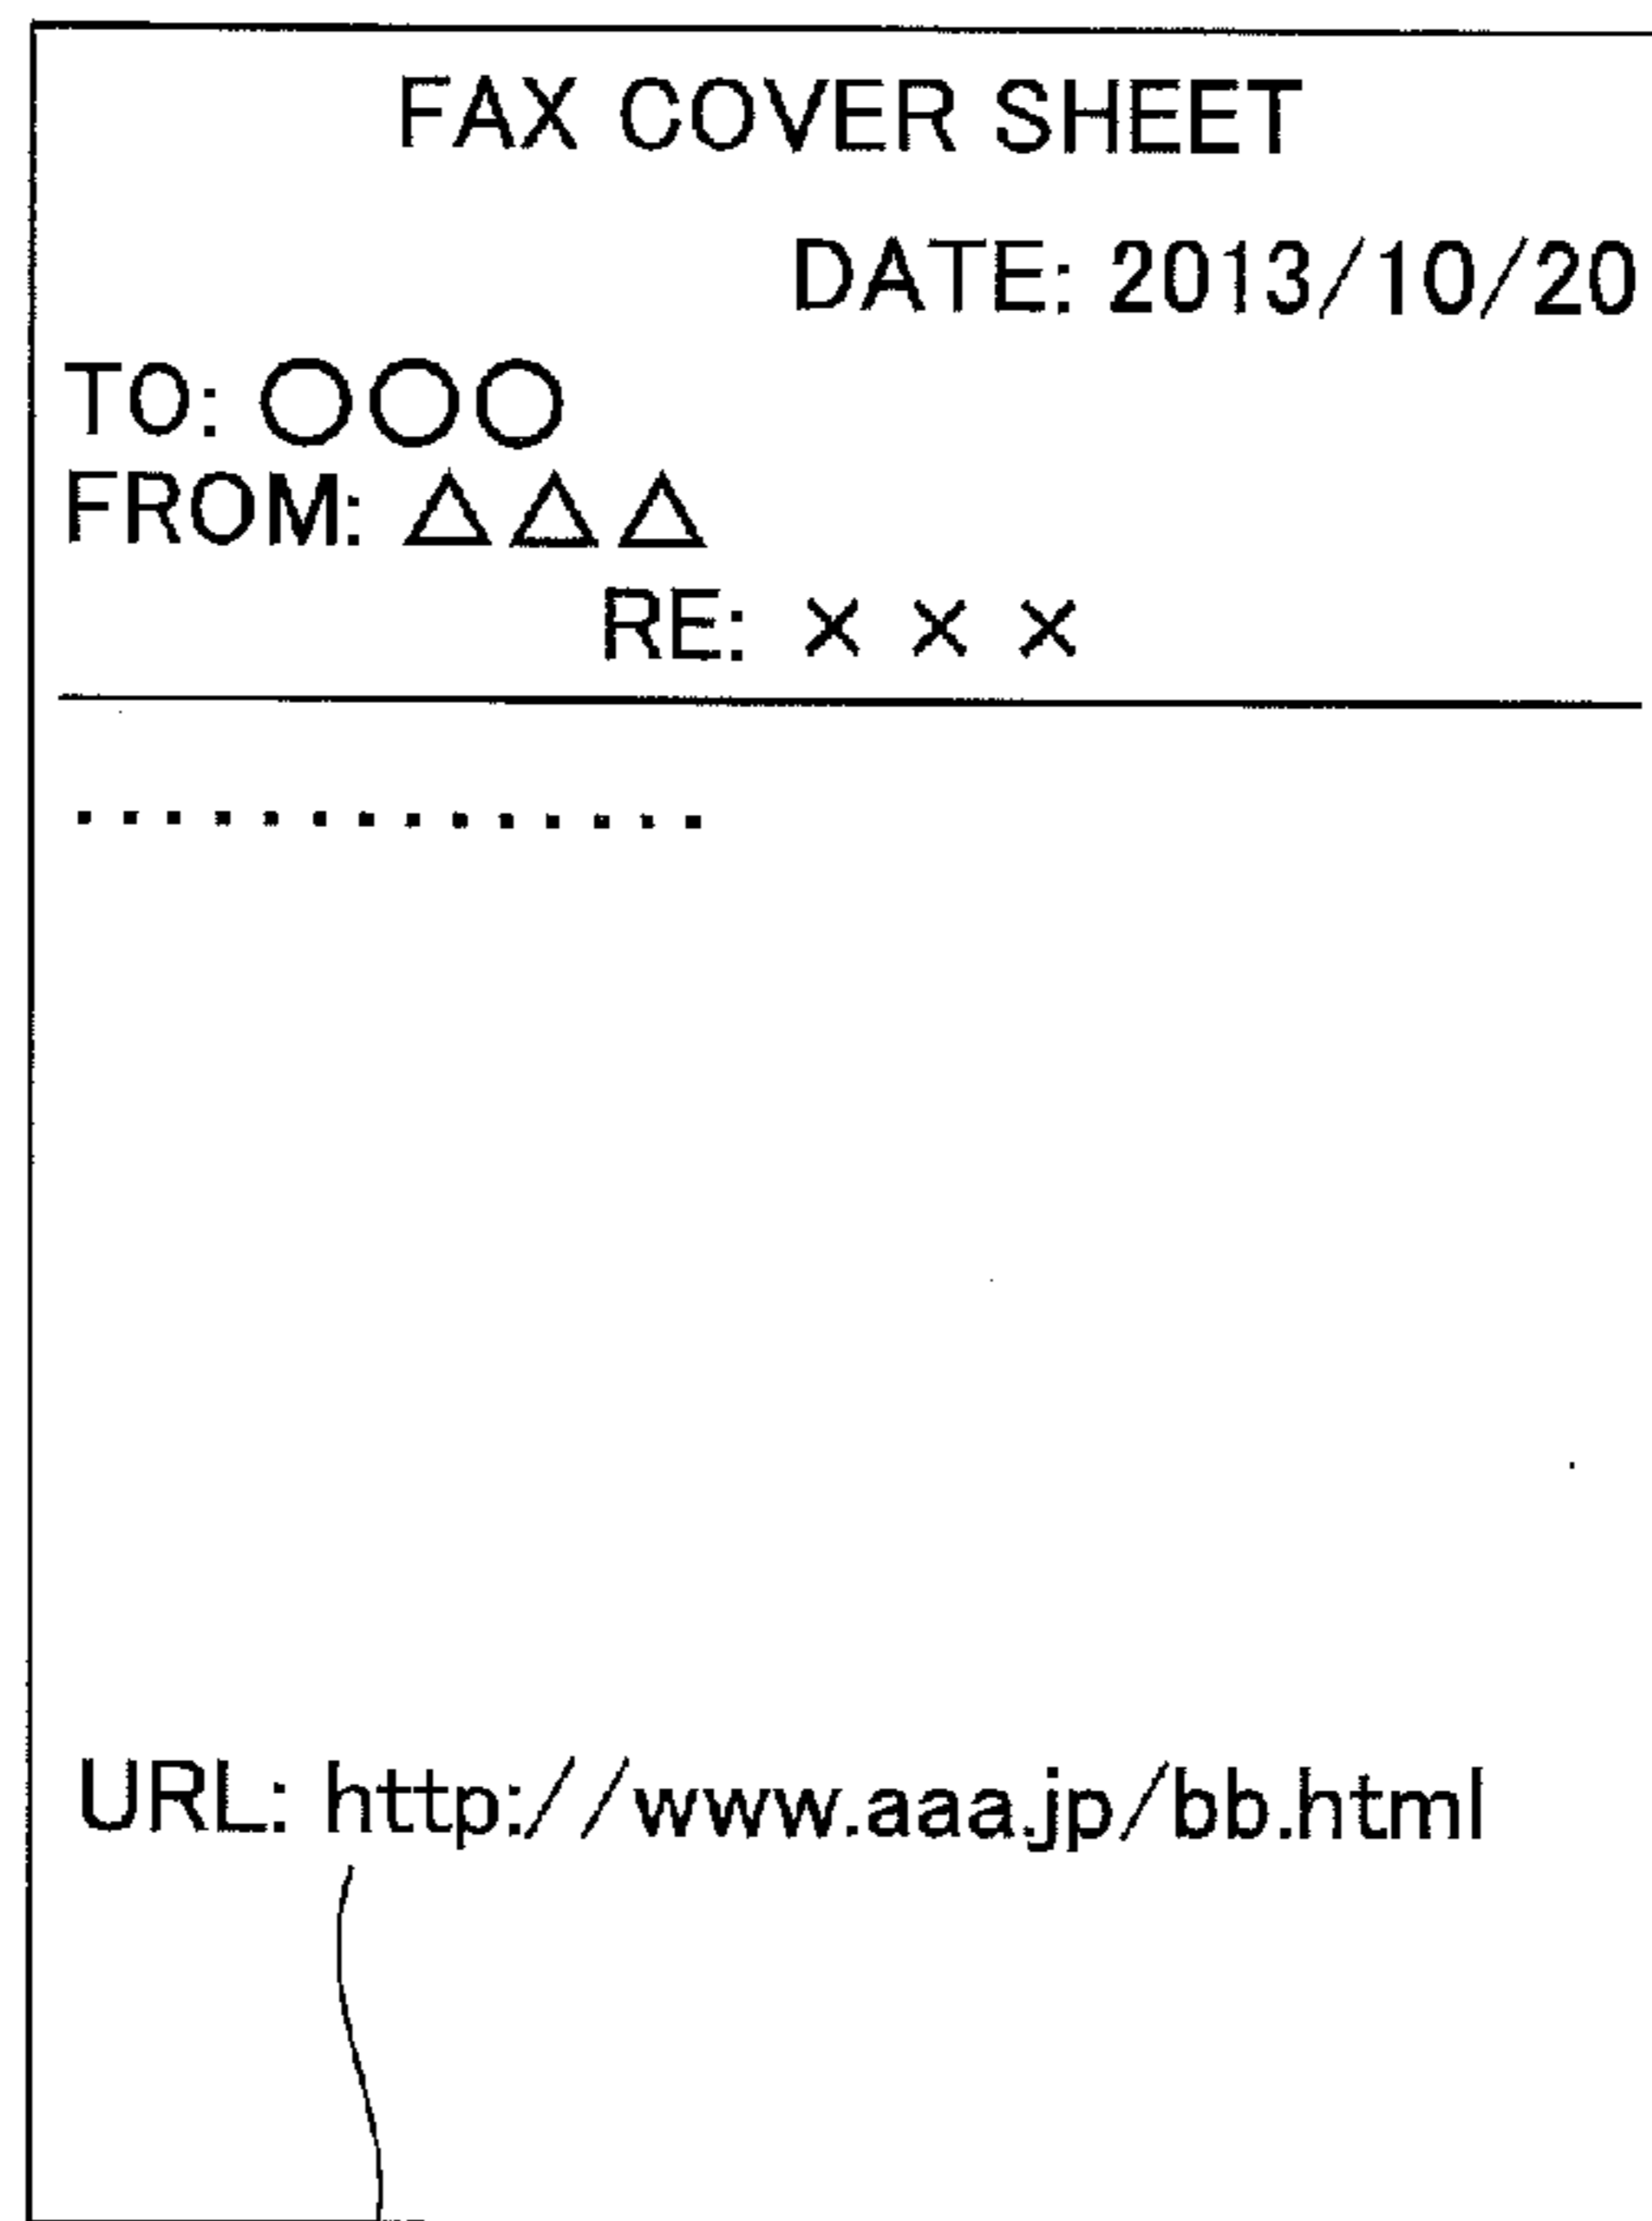 FAX COVER SHEET
DATE: 2013/10/20
TO: ○○○
FROM: △△△
RE: × × ×
・・・・・・・・・・・・・・
URL: http://www.aaa.jp/bb.html